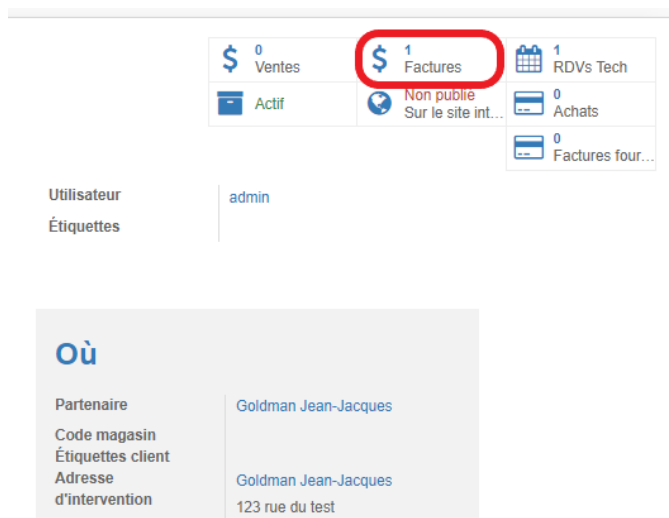 0
Ventes
1
Factures
1
RDVs Tech
Actif
Non publié
Sur le site int...
0
Achats
0
Factures four...
Utilisateur
admin
Étiquettes
Où
Partenaire
Goldman Jean-Jacques
Code magasin
Étiquettes client
Adresse
d'intervention
Goldman Jean-Jacques
123 rue du test